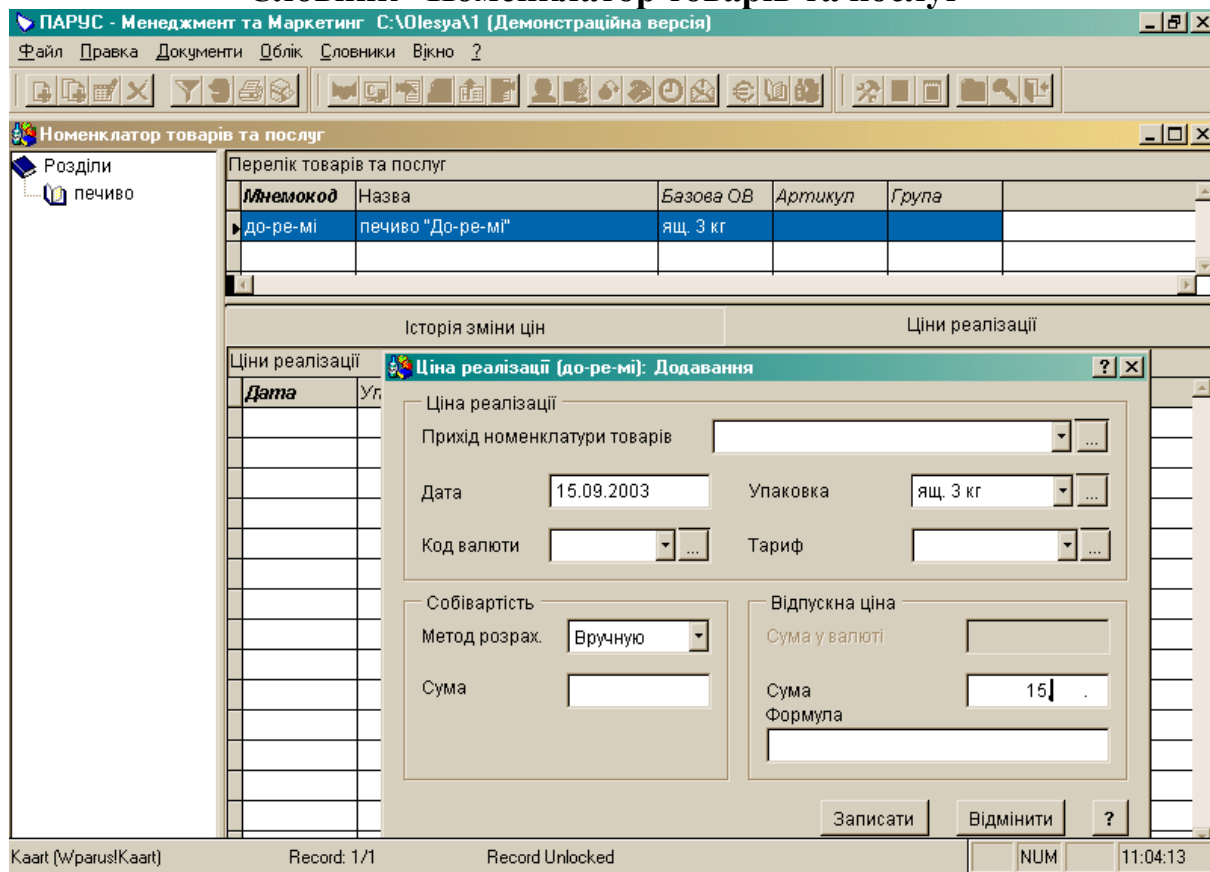 Словник "Номенклатор товарів та послуг"
ПАРУС - Менеджмент та Маркетинг C:\Olesya\1 (Демонстраційна версія)
Файл Правка Документи Облік Словники Вікно ?
Номенклатор товарів та послуг
Розділи
печиво
Перелік товарів та послуг
Мнемокод Назва Базова ОВ Артикул Група
до-ре-мі печиво "До-ре-мі" ящ. 3 кг
Історія зміни цін Ціни реалізації
Ціни реалізації
Дата
Ціна реалізації (до-ре-мі): Додавання
Ціна реалізації
Прихід номенклатури товарів ...
Дата 15.09.2003 Упаковка ящ. 3 кг ...
Код валюти ... Тариф ...
Собівартість Відпускна ціна
Метод розрах. Вручную Сума у валюті
Сума Сума 15, .
Формула
Записати Відмінити ?
Kaart (Wparus!Kaart) Record: 1/1 Record Unlocked NUM 11:04:13